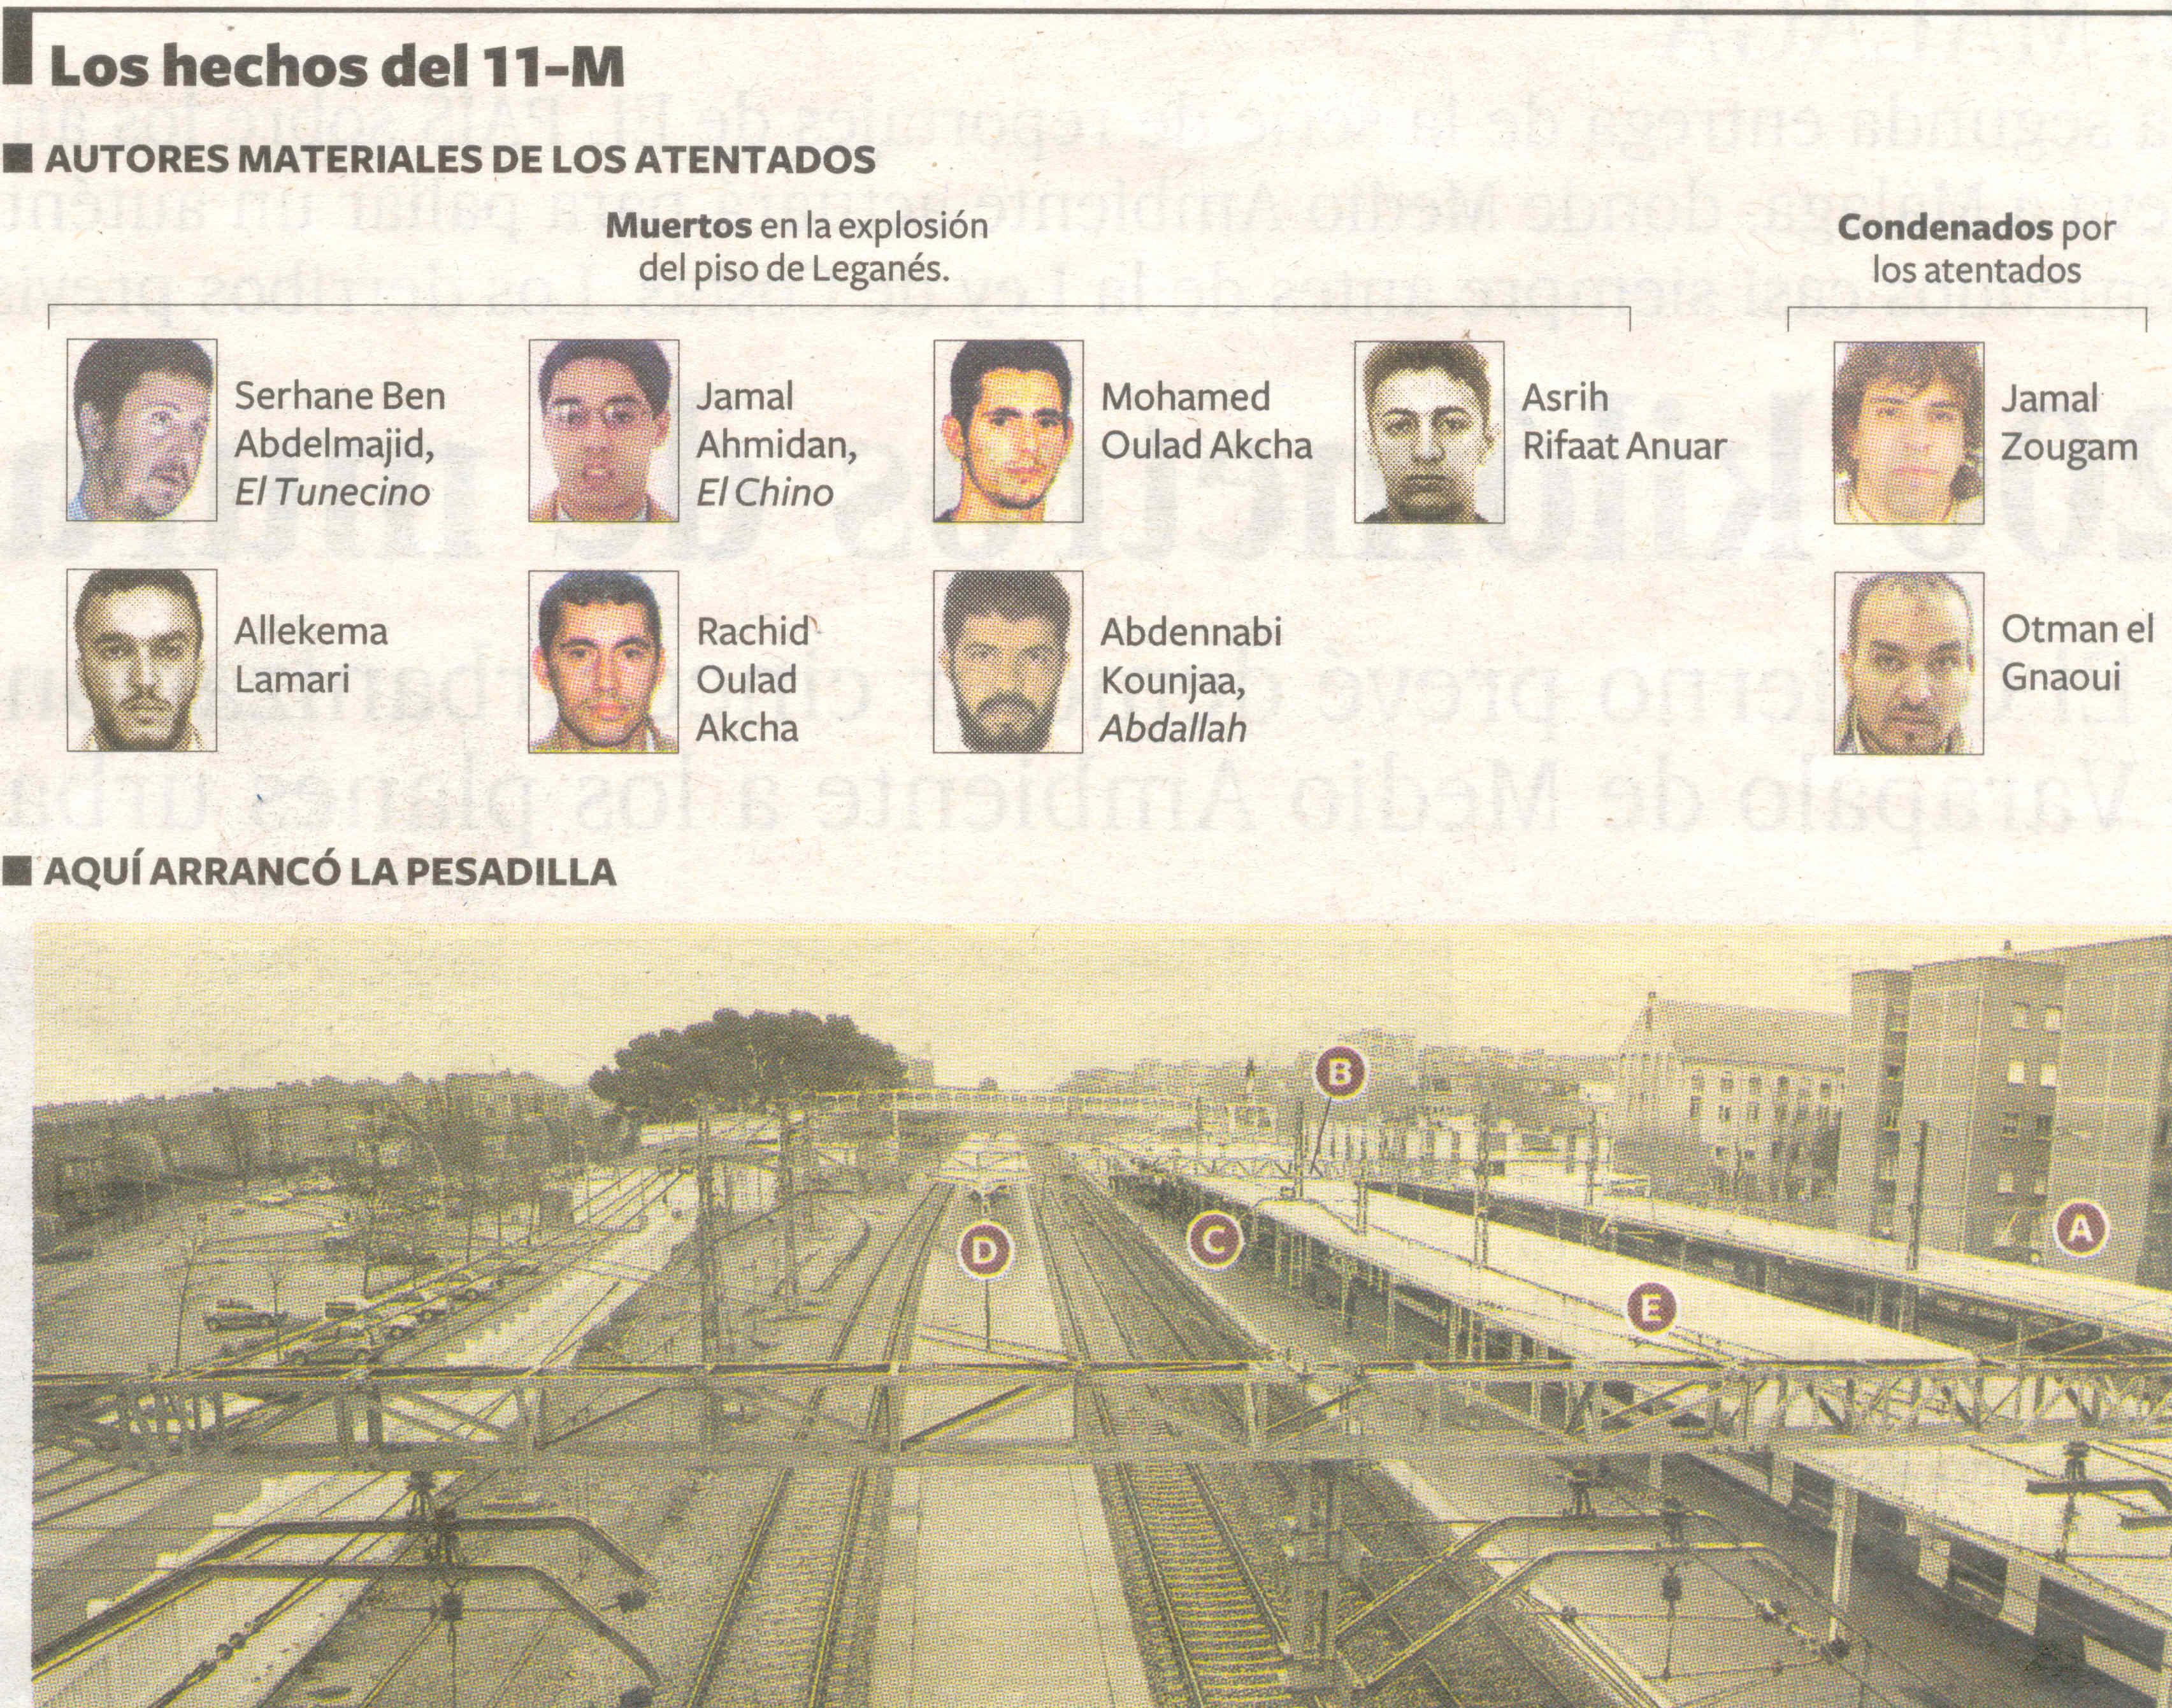 Los hechos del 11-M
AUTORES MATERIALES DE LOS ATENTADOS
Muertos en la explosión
del piso de Leganés.
Condenados por
los atentados
Serhane Ben
Abdelmajid,
El Tunecino
Jamal
Ahmidan,
El Chino
Mohamed
Oulad Akcha
Asrih
Rifaat Anuar
Jamal
Zougam
Allekema
Lamari
Rachid
Oulad
Akcha
Abdennabi
Kounjaa,
Abdallah
Otman el
Gnaoui
AQUÍ ARRANCÓ LA PESADILLA
B
A
C
D
E